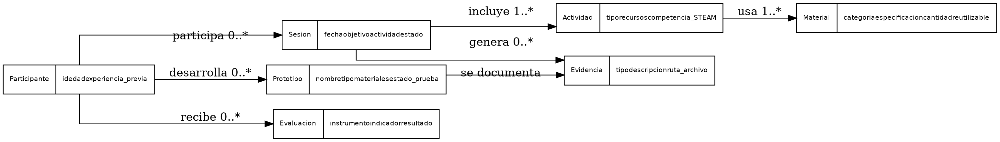 incluye 1..*
Actividad
tiporecursoscompetencia_STEAM
usa 1..*
Material
categoriaespecificacioncantidadreutilizable
participa 0..*
Sesion
fechaobjetivoactividadestado
genera 0..*
Participante
idedadexperiencia_previa
desarrolla 0..*
Prototipo
nombretipomaterialesestado_prueba
se documenta
Evidencia
tipodescripcionruta_archivo
recibe 0..*
Evaluacion
instrumentoindicadorresultado